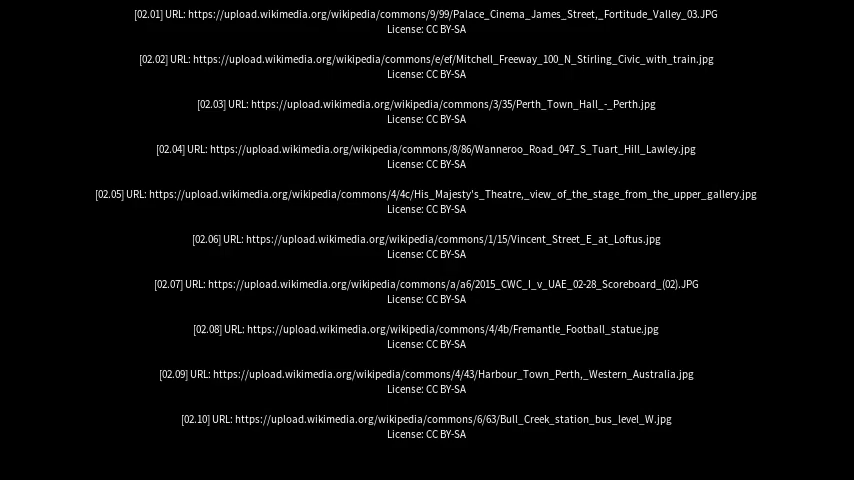 [02.01] URL: https://upload.wikimedia.org/wikipedia/commons/9/99/Palace_Cinema_James_Street,_Fortitude_Valley_03.JPG
License: CC BY-SA
[02.02] URL: https://upload.wikimedia.org/wikipedia/commons/e/ef/Mitchell_Freeway_100_N_Stirling_Civic_with_train.jpg
License: CC BY-SA
[02.03] URL: https://upload.wikimedia.org/wikipedia/commons/3/35/Perth_Town_Hall_-_Perth.jpg
License: CC BY-SA
[02.04] URL: https://upload.wikimedia.org/wikipedia/commons/8/86/Wanneroo_Road_047_S_Tuart_Hill_Lawley.jpg
License: CC BY-SA
[02.05] URL: https://upload.wikimedia.org/wikipedia/commons/4/4c/His_Majesty's_Theatre,_view_of_the_stage_from_the_upper_gallery.jpg
License: CC BY-SA
[02.06] URL: https://upload.wikimedia.org/wikipedia/commons/1/15/Vincent_Street_E_at_Loftus.jpg
License: CC BY-SA
[02.07] URL: https://upload.wikimedia.org/wikipedia/commons/a/a6/2015_CWC_I_v_UAE_02-28_Scoreboard_(02).JPG
License: CC BY-SA
[02.08] URL: https://upload.wikimedia.org/wikipedia/commons/4/4b/Fremantle_Football_statue.jpg
License: CC BY-SA
[02.09] URL: https://upload.wikimedia.org/wikipedia/commons/4/43/Harbour_Town_Perth,_Western_Australia.jpg
License: CC BY-SA
[02.10] URL: https://upload.wikimedia.org/wikipedia/commons/6/63/Bull_Creek_station_bus_level_W.jpg
License: CC BY-SA